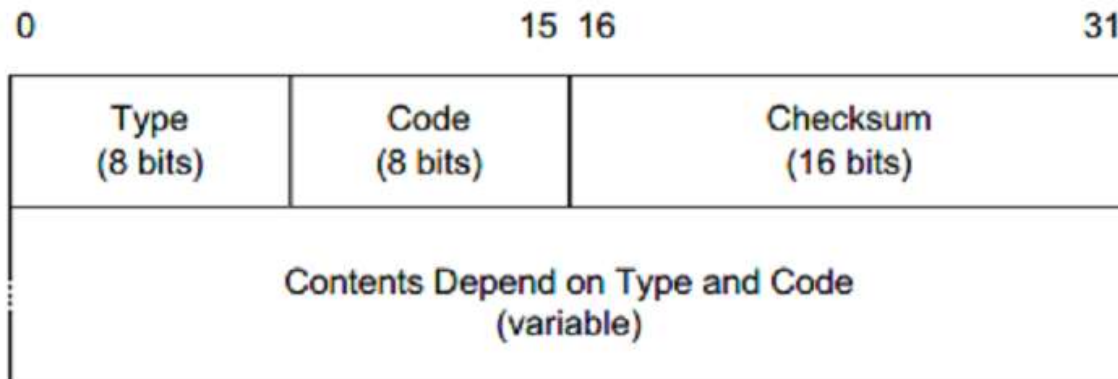 0 15 16 31
Type Code Checksum
(8 bits) (8 bits) (16 bits)
Contents Depend on Type and Code
(variable)